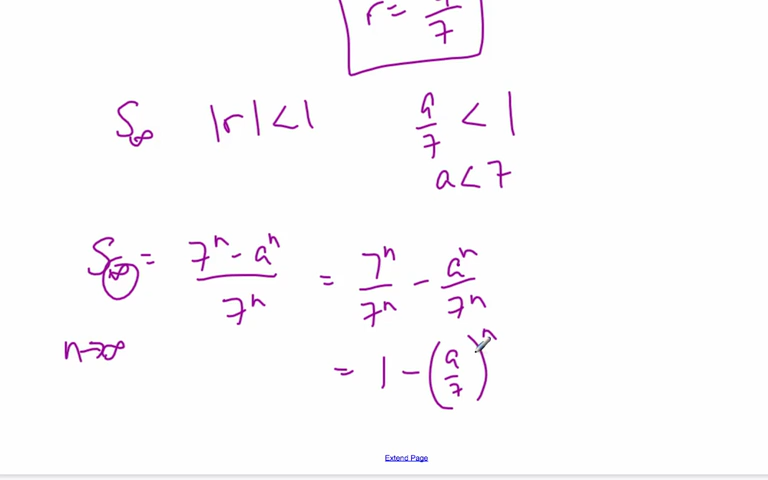 r = a/7
S∞ |r| < 1 a/7 < 1
a < 7
S∞ = (7ⁿ - aⁿ)/7ⁿ = 7ⁿ/7ⁿ - aⁿ/7ⁿ
n→∞
= 1 - (a/7)ⁿ
Extend Page